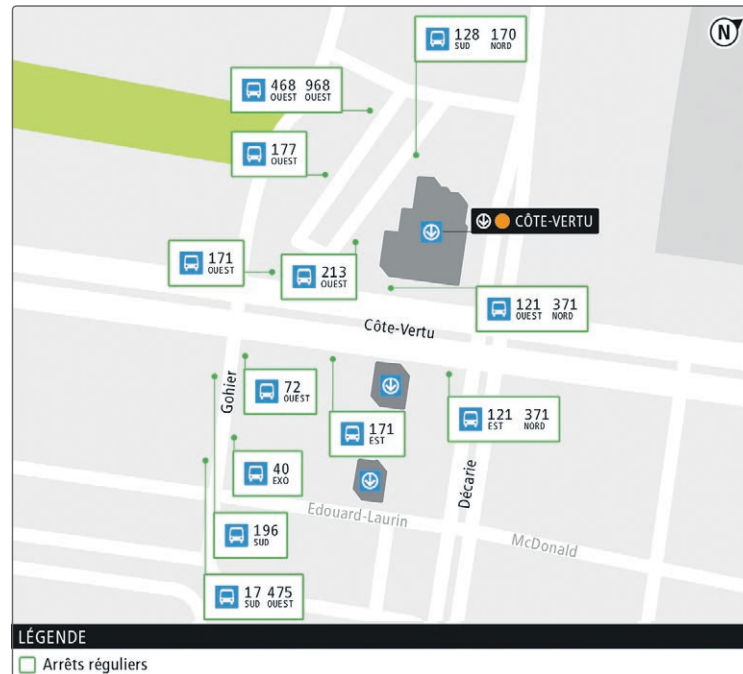 N
128 170
SUD NORD
468 968
OUEST OUEST
177
OUEST
CÔTE-VERTU
171
OUEST
213
OUEST
121 371
OUEST NORD
Côte-Vertu
Gohier
72
OUEST
171
EST
121 371
EST NORD
40
EXO
Décarie
196
SUD
Edouard-Laurin
McDonald
17 475
SUD OUEST
LÉGENDE
Arrêts réguliers